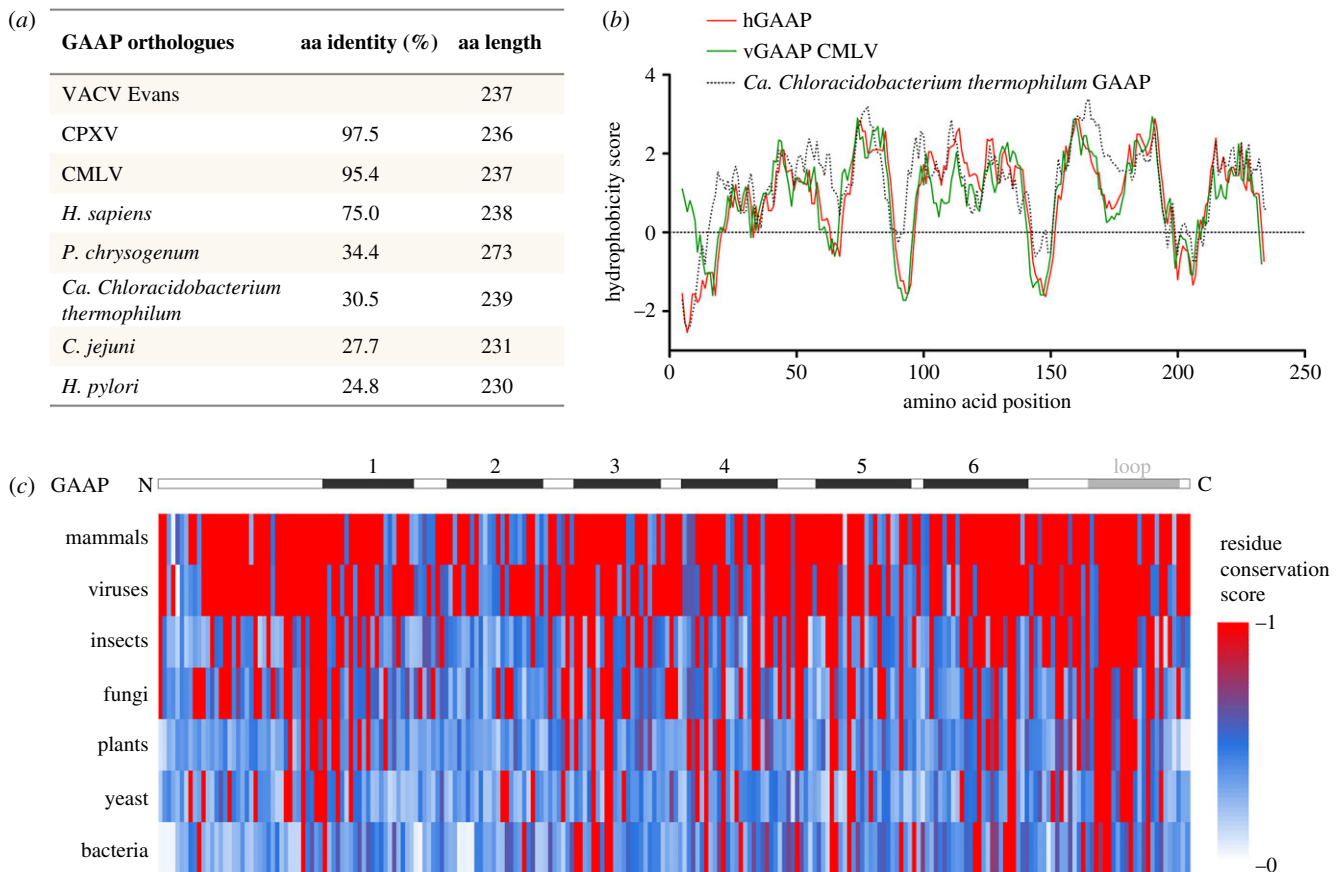 (a)
GAAP orthologues aa identity (%) aa length
VACV Evans 237
CPXV 97.5 236
CMLV 95.4 237
H. sapiens 75.0 238
P. chrysogenum 34.4 273
Ca. Chloracidobacterium
thermophilum 30.5 239
C. jejuni 27.7 231
H. pylori 24.8 230
(b)
hGAAP
vGAAP CMLV
Ca. Chloracidobacterium thermophilum GAAP
hydrophobicity score
4
2
0
–2
0 50 100 150 200 250
amino acid position
(c) GAAP N 1 2 3 4 5 6 loop C
mammals
viruses
insects
fungi
plants
yeast
bacteria
residue
conservation
score
–1
–0